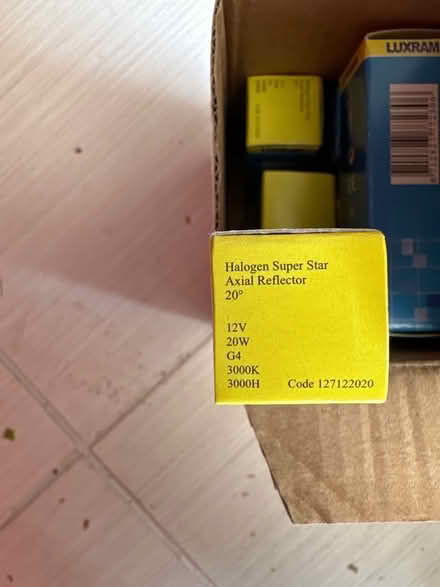 LUXRAM
Halogen Super Star
Axial Reflector
20°
12V
20W
G4
3000K
3000H Code 127122020